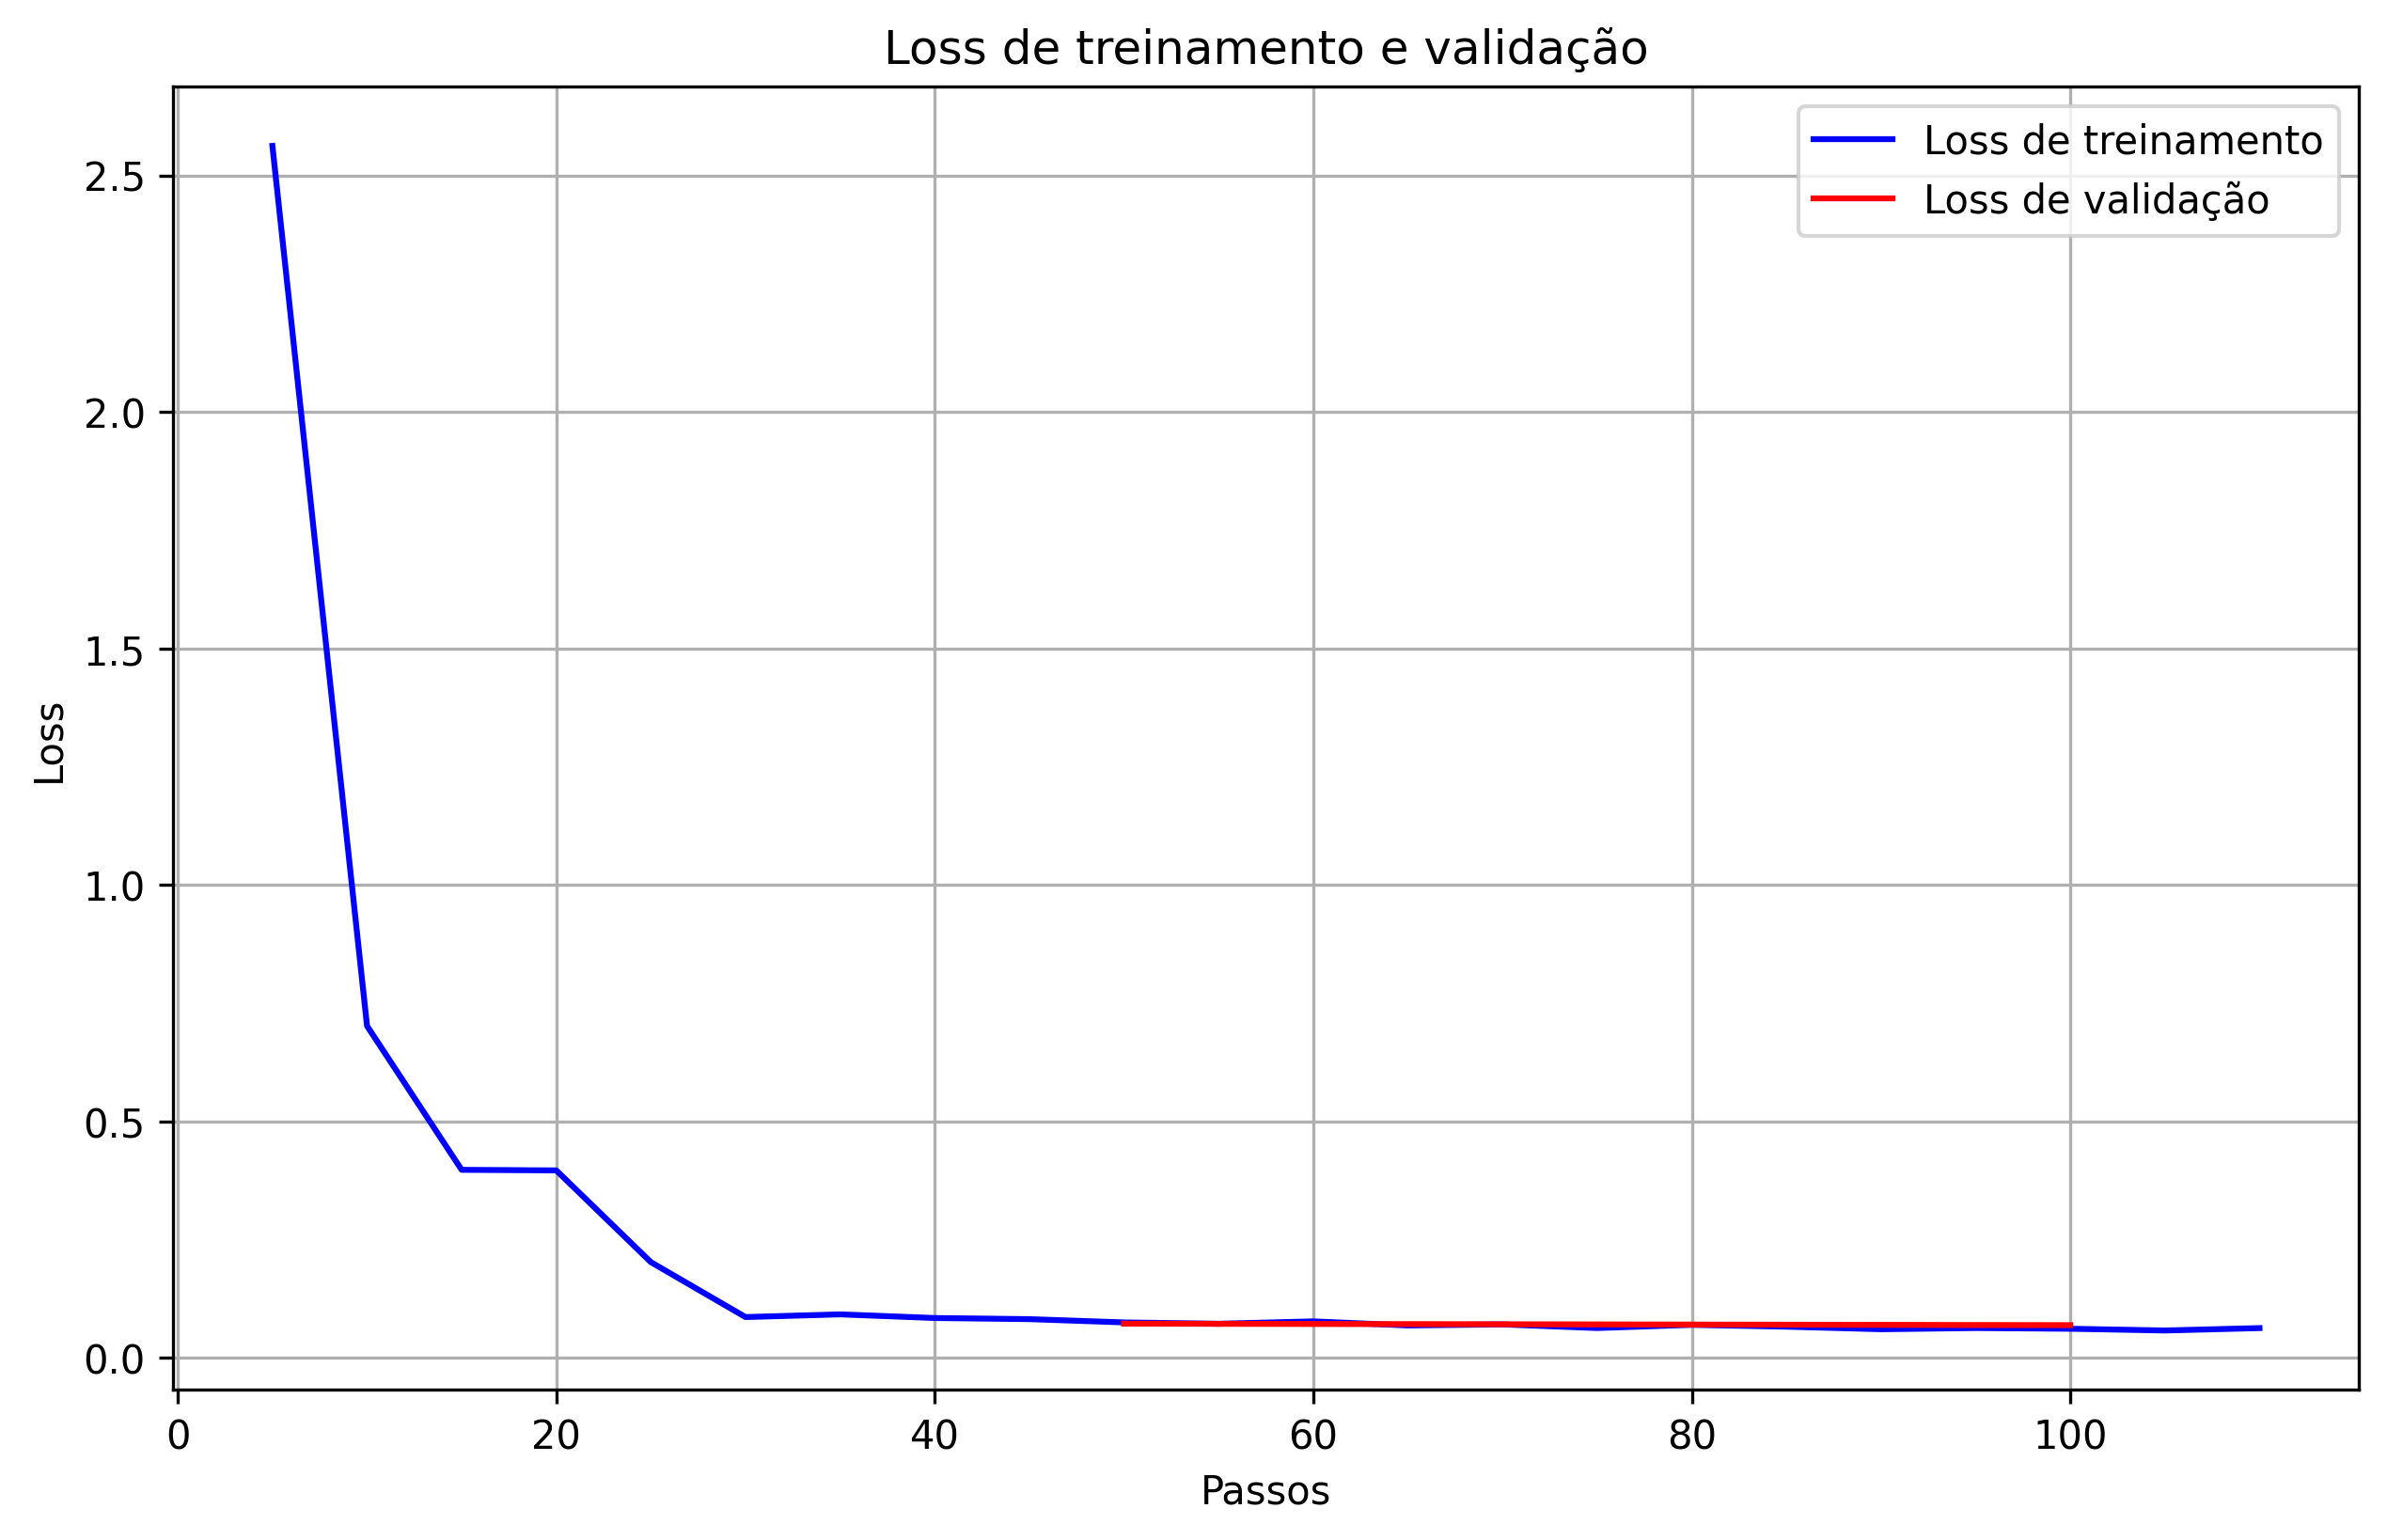 Loss de treinamento e validação
Loss de treinamento
Loss de validação
2.5
2.0
1.5
1.0
0.5
0.0
Loss
0 20 40 60 80 100
Passos